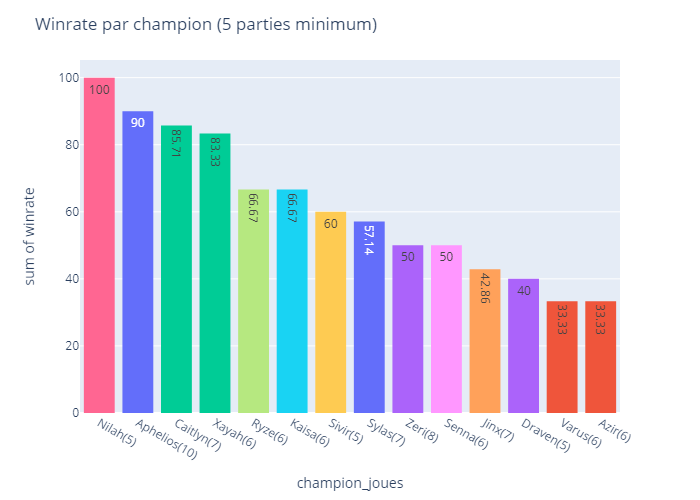 Winrate par champion (5 parties minimum)
sum of winrate
100
80
60
40
20
0
100
90
85.71
83.33
66.67
66.67
60
57.14
50
50
42.86
40
33.33
33.33
Nilah(5)
Aphelios(10)
Caitlyn(7)
Xayah(6)
Ryze(6)
Kaisa(6)
Sivir(5)
Sylas(7)
Zeri(8)
Senna(6)
Jinx(7)
Draven(5)
Varus(6)
Azir(6)
champion_joues